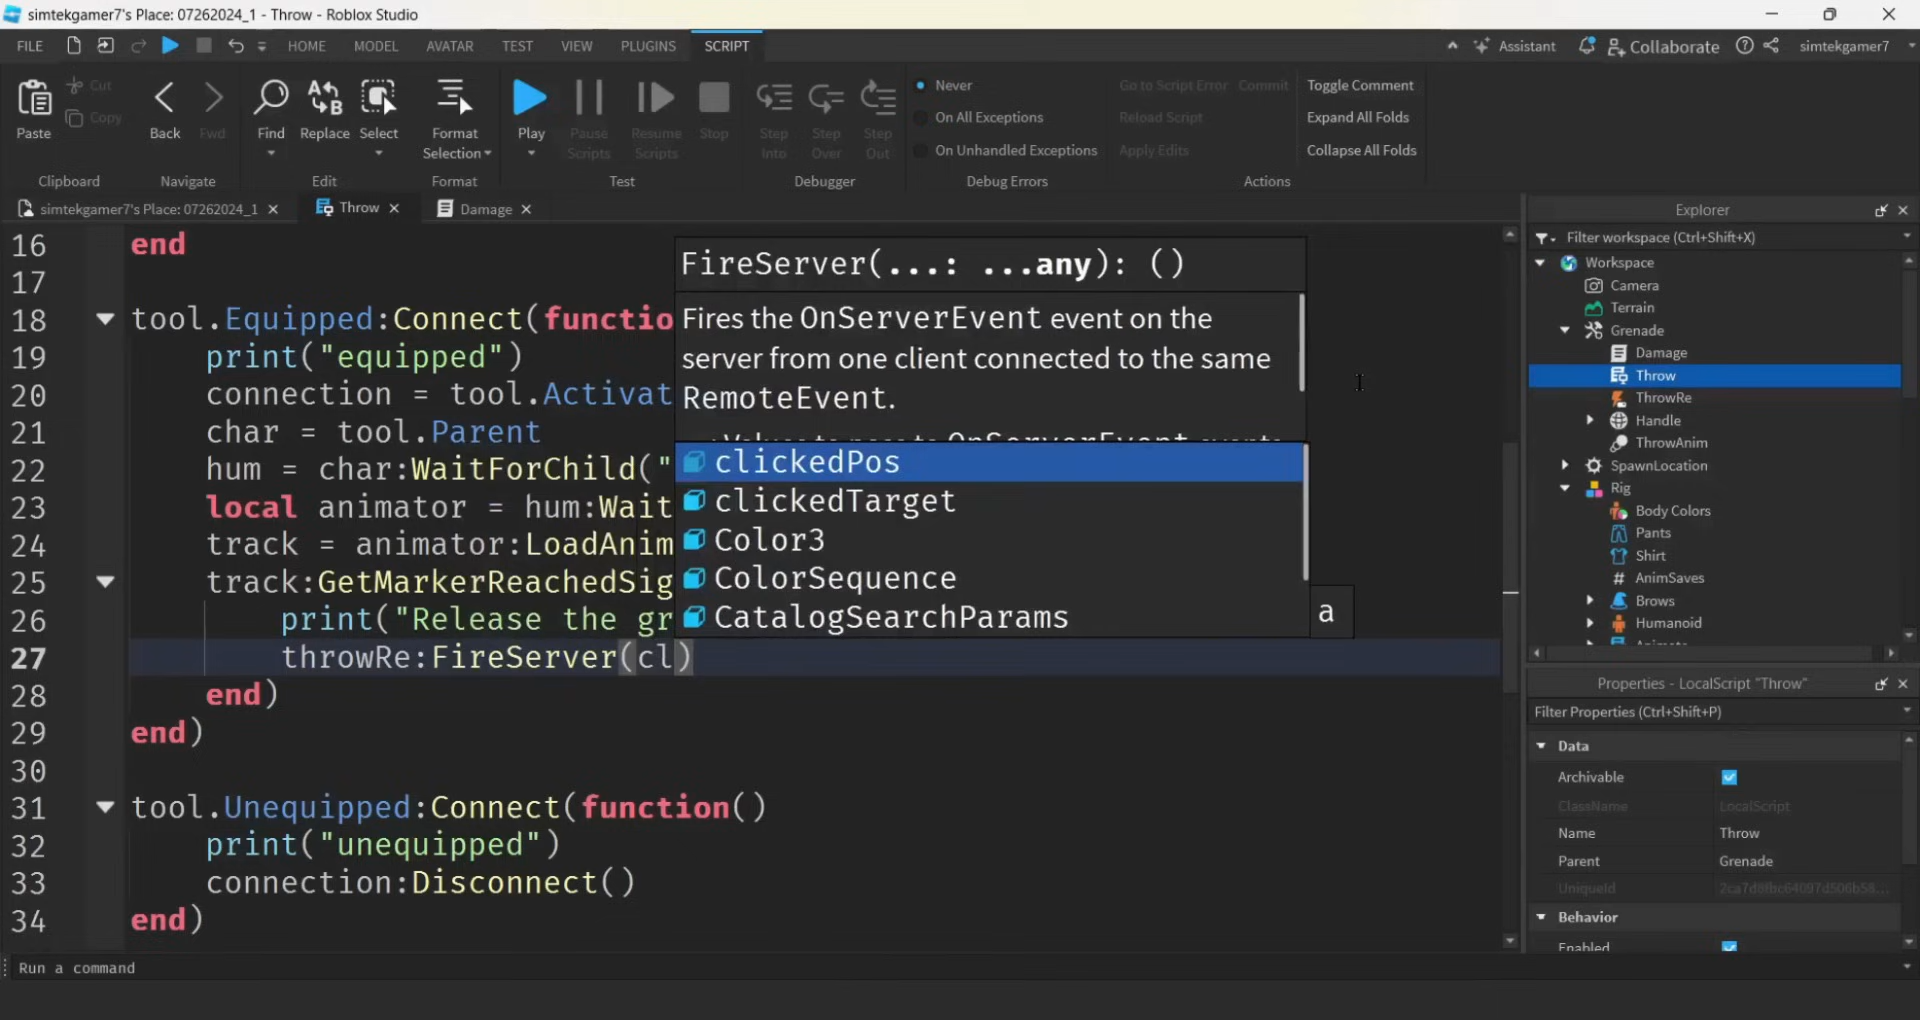 simtekgamer7's Place: 07262024_1 - Throw - Roblox Studio
FILE HOME MODEL AVATAR TEST VIEW PLUGINS SCRIPT Assistant Collaborate simtekgamer7
Paste Cut Copy
Back Fwd
Find Replace Select
Format Selection
Play Pause Scripts Resume Scripts Stop
Step Into Step Over Step Out
Never
On All Exceptions
On Unhandled Exceptions
Go to Script Error Commit
Reload Script
Apply Edits
Toggle Comment
Expand All Folds
Collapse All Folds
Clipboard Navigate Edit Format Test Debugger Debug Errors Actions
simtekgamer7's Place: 07262024_1 Throw Damage
16 end
17
18 tool.Equipped:Connect(functio
19 print("equipped")
20 connection = tool.Activat
21 char = tool.Parent
22 hum = char:WaitForChild("
23 local animator = hum:Wait
24 track = animator:LoadAnim
25 track:GetMarkerReachedSig
26 print("Release the gr
27 throwRe:FireServer(cl)
28 end)
29 end)
30
31 tool.Unequipped:Connect(function()
32 print("unequipped")
33 connection:Disconnect()
34 end)
FireServer(...: ...any): ()
Fires the OnServerEvent event on the
server from one client connected to the same
RemoteEvent.
clickedPos
clickedTarget
Color3
ColorSequence
CatalogSearchParams
a
Run a command
Explorer
Filter workspace (Ctrl+Shift+X)
Workspace
Camera
Terrain
Grenade
Damage
Throw
ThrowRe
Handle
ThrowAnim
SpawnLocation
Rig
Body Colors
Pants
Shirt
# AnimSaves
Brows
Humanoid
Properties - LocalScript "Throw"
Filter Properties (Ctrl+Shift+P)
Data
Archivable
ClassName LocalScript
Name Throw
Parent Grenade
UniqueId
Behavior
Enabled